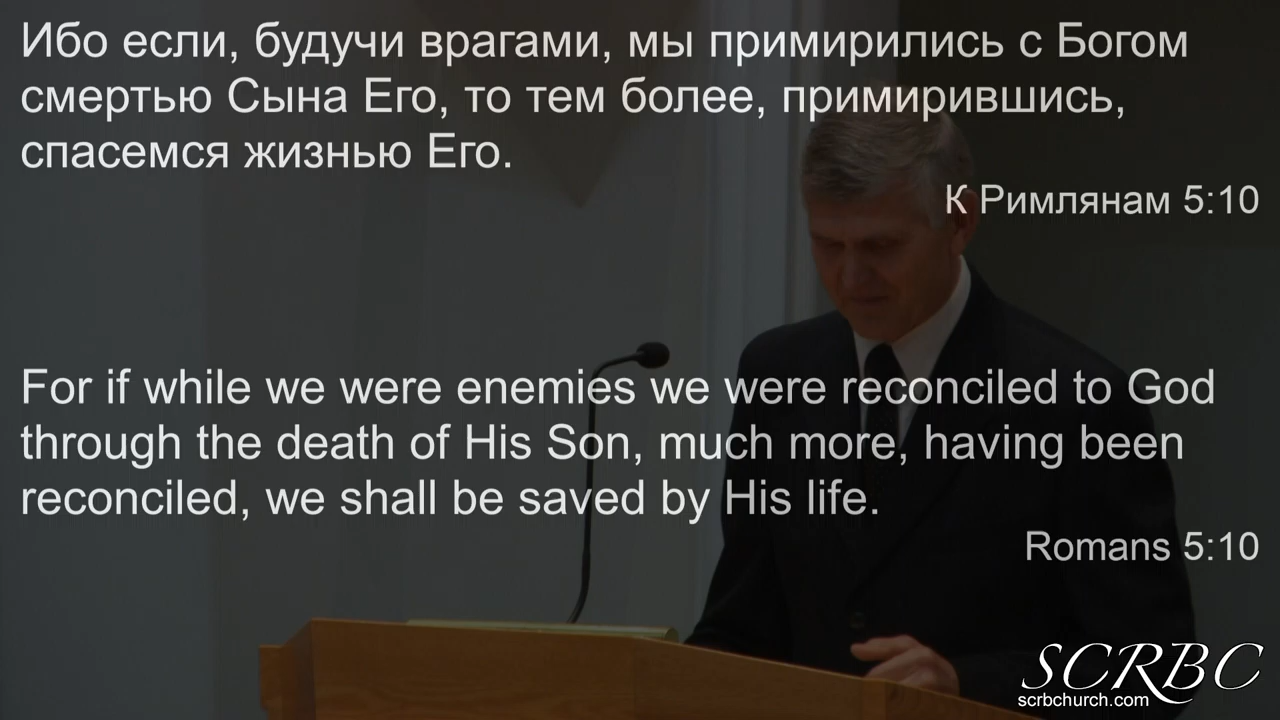 Ибо если, будучи врагами, мы примирились с Богом
смертью Сына Его, то тем более, примирившись,
спасемся жизнью Его.
К Римлянам 5:10
For if while we were enemies we were reconciled to God
through the death of His Son, much more, having been
reconciled, we shall be saved by His life.
Romans 5:10
SCRBC
scrbchurch.com